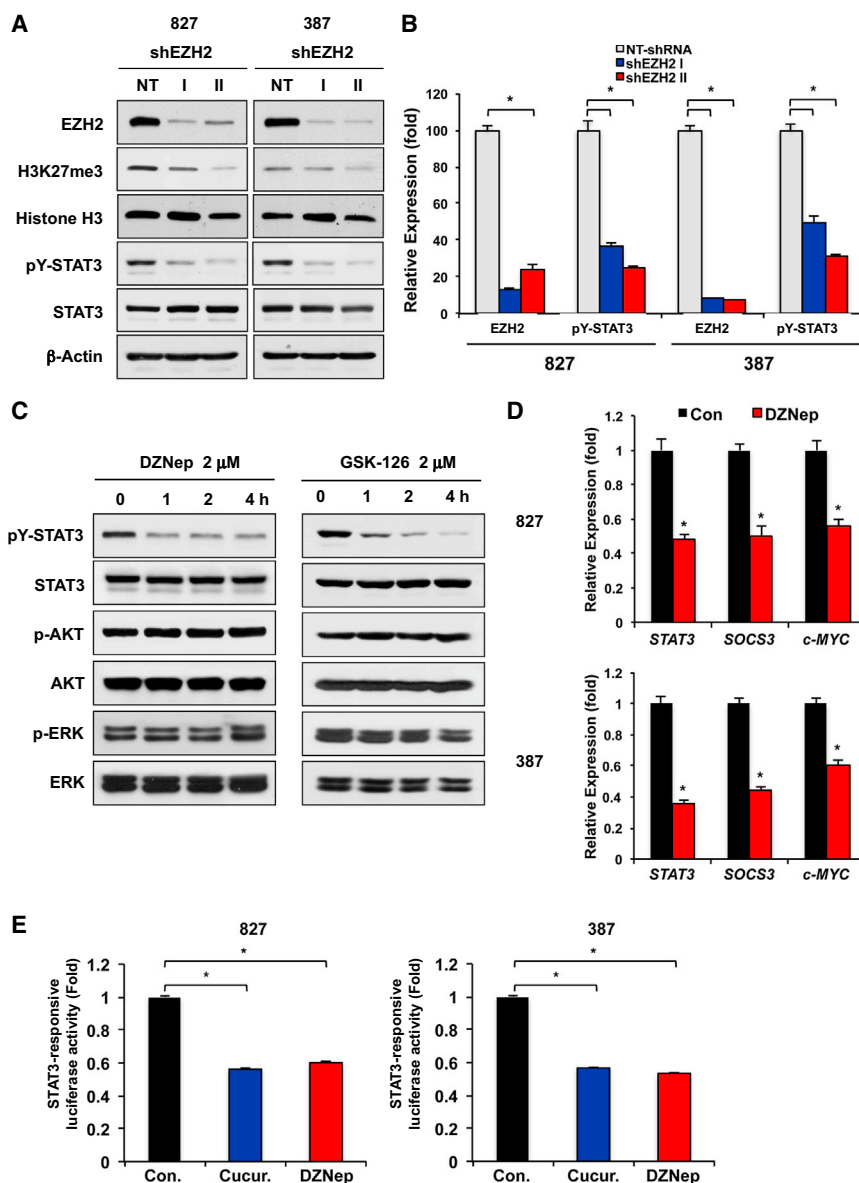 A
827
387
shEZH2
shEZH2
NT I II
NT I II
EZH2
H3K27me3
Histone H3
pY-STAT3
STAT3
β-Actin
B
NT-shRNA
shEZH2 I
shEZH2 II
Relative Expression (fold)
120
100
80
60
40
20
0
*
*
*
*
EZH2
pY-STAT3
EZH2
pY-STAT3
827
387
C
DZNep 2 μM
GSK-126 2 μM
0 1 2 4 h
0 1 2 4 h
pY-STAT3
STAT3
p-AKT
AKT
p-ERK
ERK
D
Con
DZNep
827
Relative Expression (fold)
1.2
1
0.8
0.6
0.4
0.2
0
*
*
*
STAT3
SOCS3
c-MYC
387
Relative Expression (fold)
1.2
1
0.8
0.6
0.4
0.2
0
*
*
*
STAT3
SOCS3
c-MYC
E
827
STAT3-responsive
luciferase activity (Fold)
1.2
1
0.8
0.6
0.4
0.2
0
*
*
Con.
Cucur.
DZNep
387
STAT3-responsive
luciferase activity (Fold)
1.2
1
0.8
0.6
0.4
0.2
0
*
*
Con.
Cucur.
DZNep